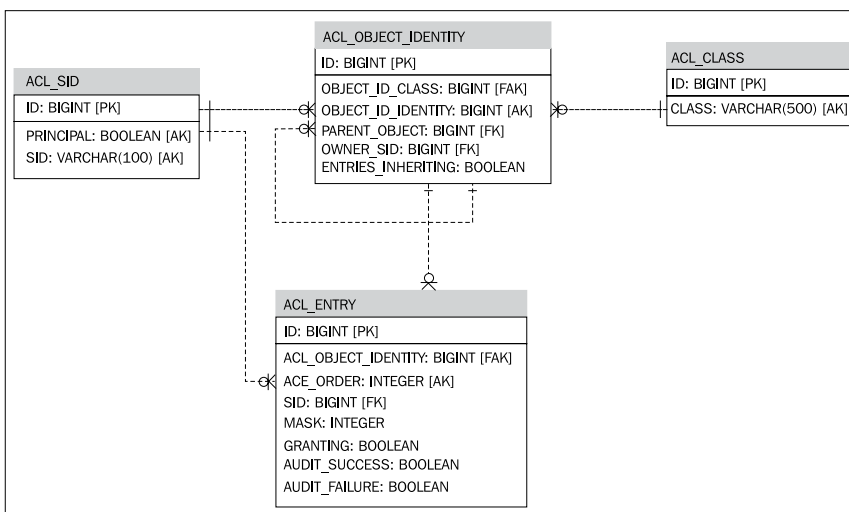 ACL_SID
ID: BIGINT [PK]
PRINCIPAL: BOOLEAN [AK]
SID: VARCHAR(100) [AK]
ACL_OBJECT_IDENTITY
ID: BIGINT [PK]
OBJECT_ID_CLASS: BIGINT [FAK]
OBJECT_ID_IDENTITY: BIGINT [AK]
PARENT_OBJECT: BIGINT [FK]
OWNER_SID: BIGINT [FK]
ENTRIES_INHERITING: BOOLEAN
ACL_CLASS
ID: BIGINT [PK]
CLASS: VARCHAR(500) [AK]
ACL_ENTRY
ID: BIGINT [PK]
ACL_OBJECT_IDENTITY: BIGINT [FAK]
ACE_ORDER: INTEGER [AK]
SID: BIGINT [FK]
MASK: INTEGER
GRANTING: BOOLEAN
AUDIT_SUCCESS: BOOLEAN
AUDIT_FAILURE: BOOLEAN